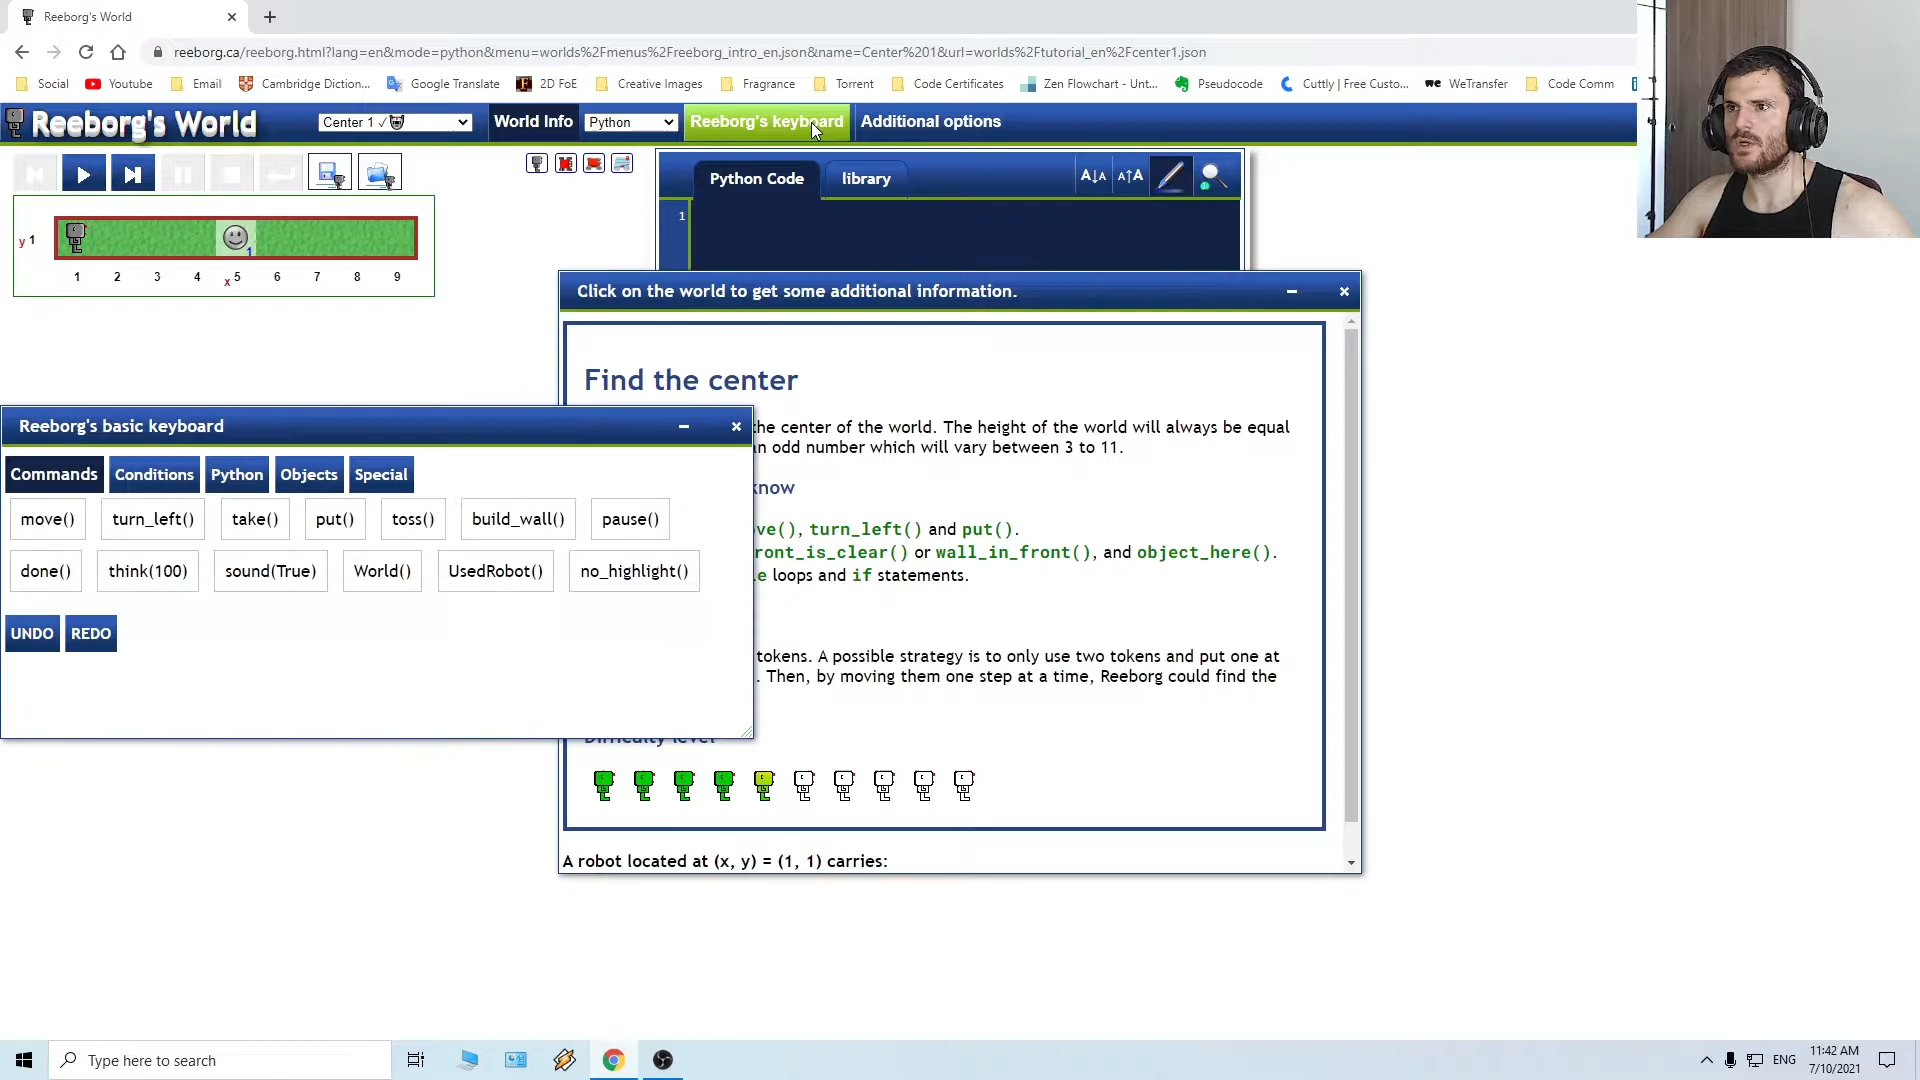 Reeborg's World
reeborg.ca/reeborg.html?lang=en&mode=python&menu=worlds%2Fmenus%2Freeborg_intro_en.json&name=Center%201&url=worlds%2Ftutorial_en%2Fcenter1.json
Social Youtube Email Cambridge Diction... Google Translate 2D FoE Creative Images Fragrance Torrent Code Certificates Zen Flowchart - Unt... Pseudocode Cuttly | Free Custo... WeTransfer Code Comm
Reeborg's World Center 1 ✓ World Info Python Reeborg's keyboard Additional options
Python Code library A↓A A↑A
1
y 1
1
1 2 3 4 x 5 6 7 8 9
Click on the world to get some additional information.
Find the center
he center of the world. The height of the world will always be equal
n odd number which will vary between 3 to 11.
know
ve(), turn_left() and put().
ront_is_clear() or wall_in_front(), and object_here().
e loops and if statements.
tokens. A possible strategy is to only use two tokens and put one at
. Then, by moving them one step at a time, Reeborg could find the
Difficulty level
A robot located at (x, y) = (1, 1) carries:
Reeborg's basic keyboard
Commands Conditions Python Objects Special
move() turn_left() take() put() toss() build_wall() pause()
done() think(100) sound(True) World() UsedRobot() no_highlight()
UNDO REDO
Type here to search
ENG
11:42 AM
7/10/2021